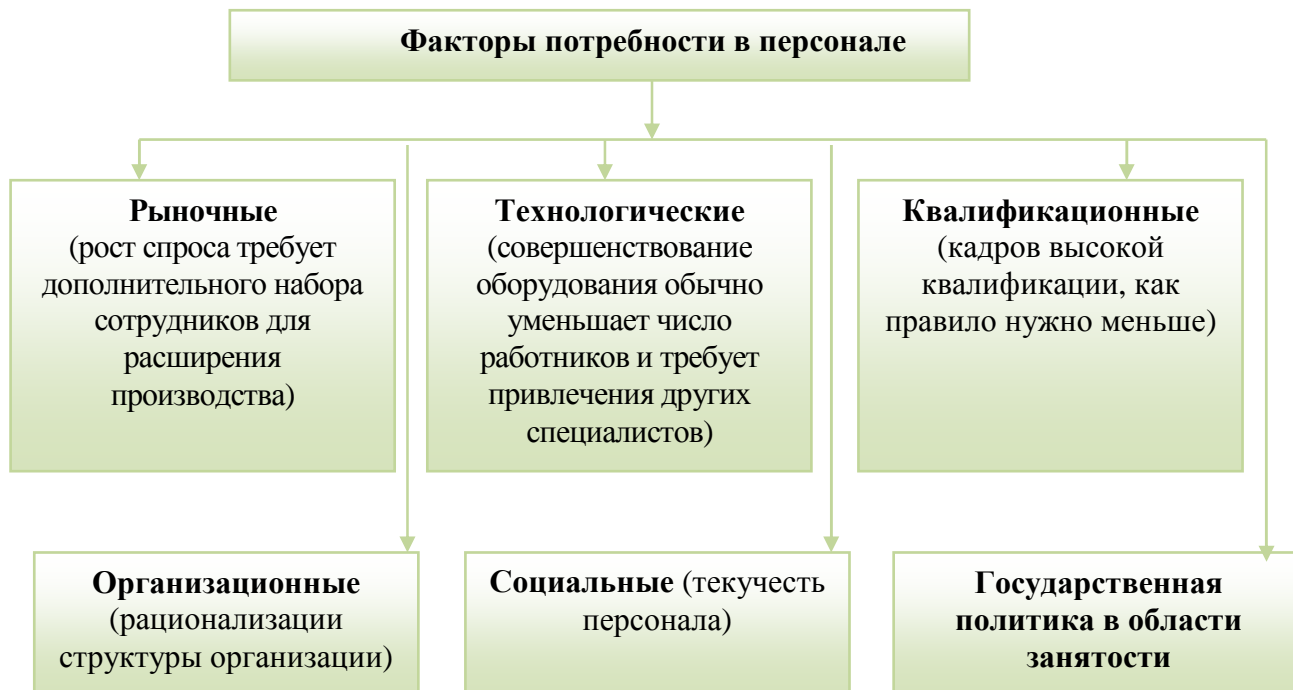 Факторы потребности в персонале
Рыночные
(рост спроса требует
дополнительного набора
сотрудников для
расширения
производства)
Технологические
(совершенствование
оборудования обычно
уменьшает число
работников и требует
привлечения других
специалистов)
Квалификационные
(кадров высокой
квалификации, как
правило нужно меньше)
Организационные
(рационализации
структуры организации)
Социальные (текучесть
персонала)
Государственная
политика в области
занятости